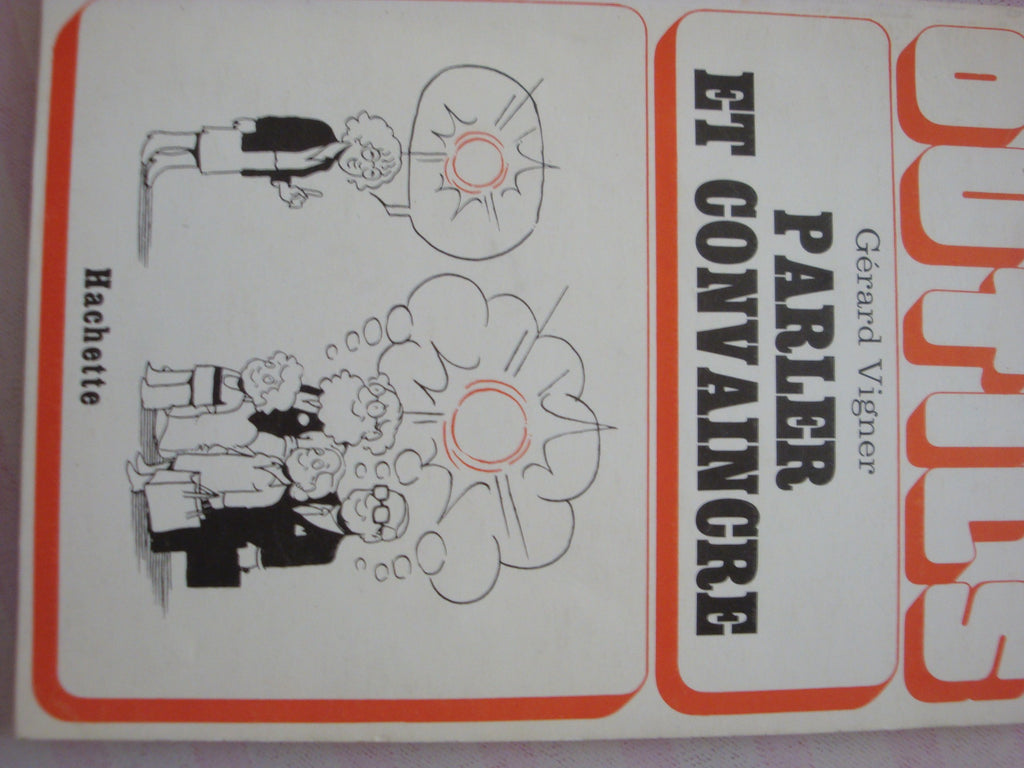 OUTILS
Gérard Vigner
PARLER
ET CONVAINCRE
Hachette